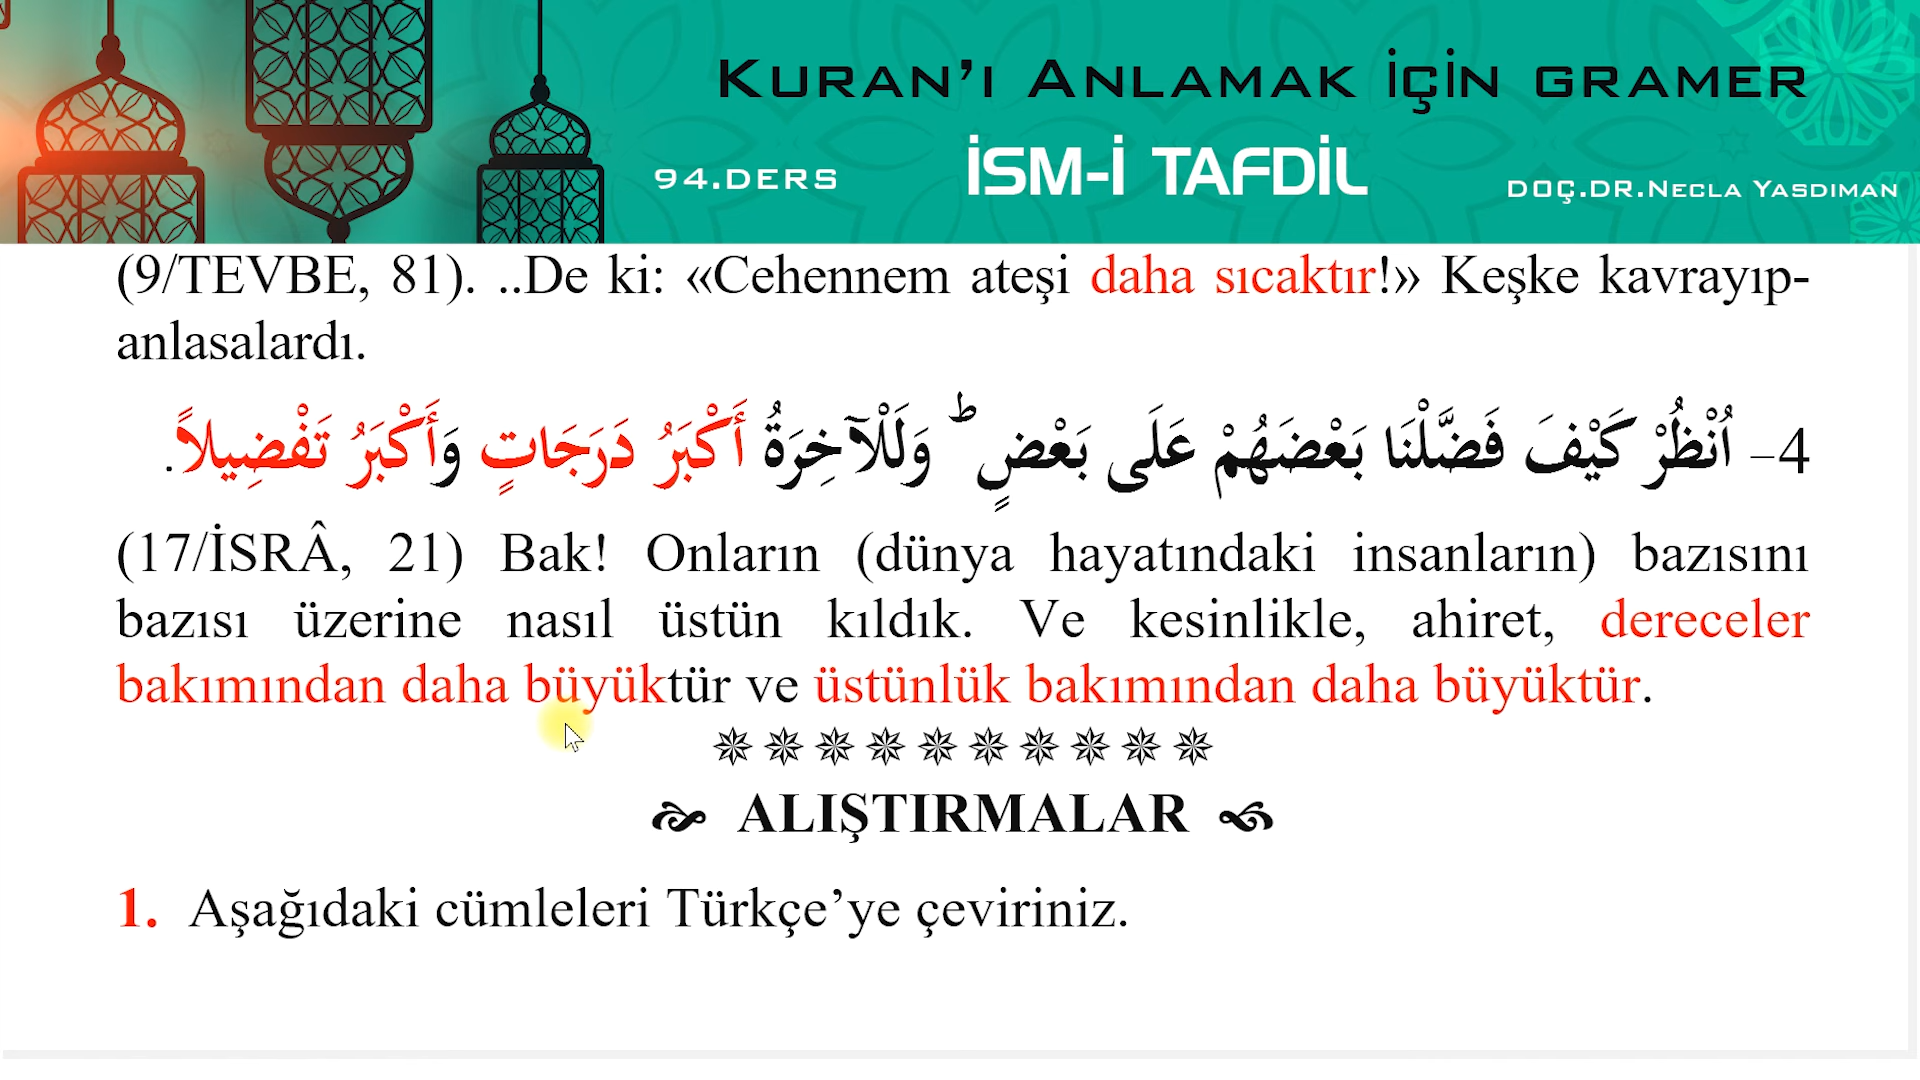 KURAN'I ANLAMAK İÇİN GRAMER
94.DERS İSM-İ TAFDİL DOÇ.DR.NECLA YASDIMAN
(9/TEVBE, 81). ..De ki: «Cehennem ateşi daha sıcaktır!» Keşke kavrayıp-
anlasalardı.
4- اُنْظُرْ كَيْفَ فَضَّلْنَا بَعْضَهُمْ عَلَى بَعْضٍ ۜ وَلَلْآخِرَةُ أَكْبَرُ دَرَجَاتٍ وَأَكْبَرُ تَفْضِيلاً.
(17/İSRÂ, 21) Bak! Onların (dünya hayatındaki insanların) bazısını
bazısı üzerine nasıl üstün kıldık. Ve kesinlikle, ahiret, dereceler
bakımından daha büyüktür ve üstünlük bakımından daha büyüktür.
ALIŞTIRMALAR
1. Aşağıdaki cümleleri Türkçe'ye çeviriniz.